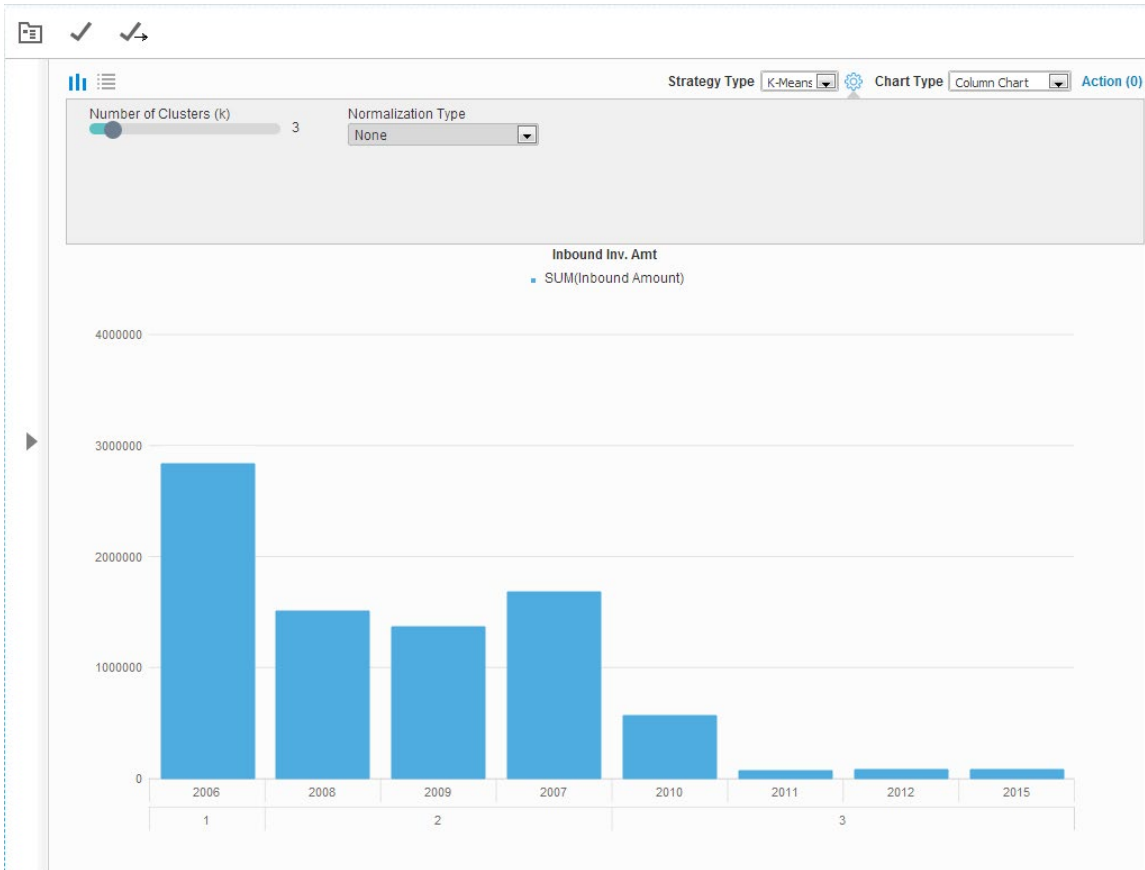 Strategy Type K-Means Chart Type Column Chart Action (0)
Number of Clusters (k) Normalization Type
3
None
Inbound Inv. Amt
SUM(Inbound Amount)
4000000
3000000
2000000
1000000
0
2006 2008 2009 2007 2010 2011 2012 2015
1 2 3